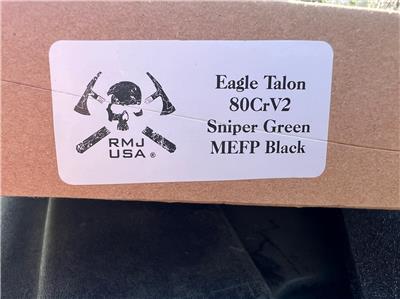 RMJ
USA ®
Eagle Talon
80CrV2
Sniper Green
MEFP Black